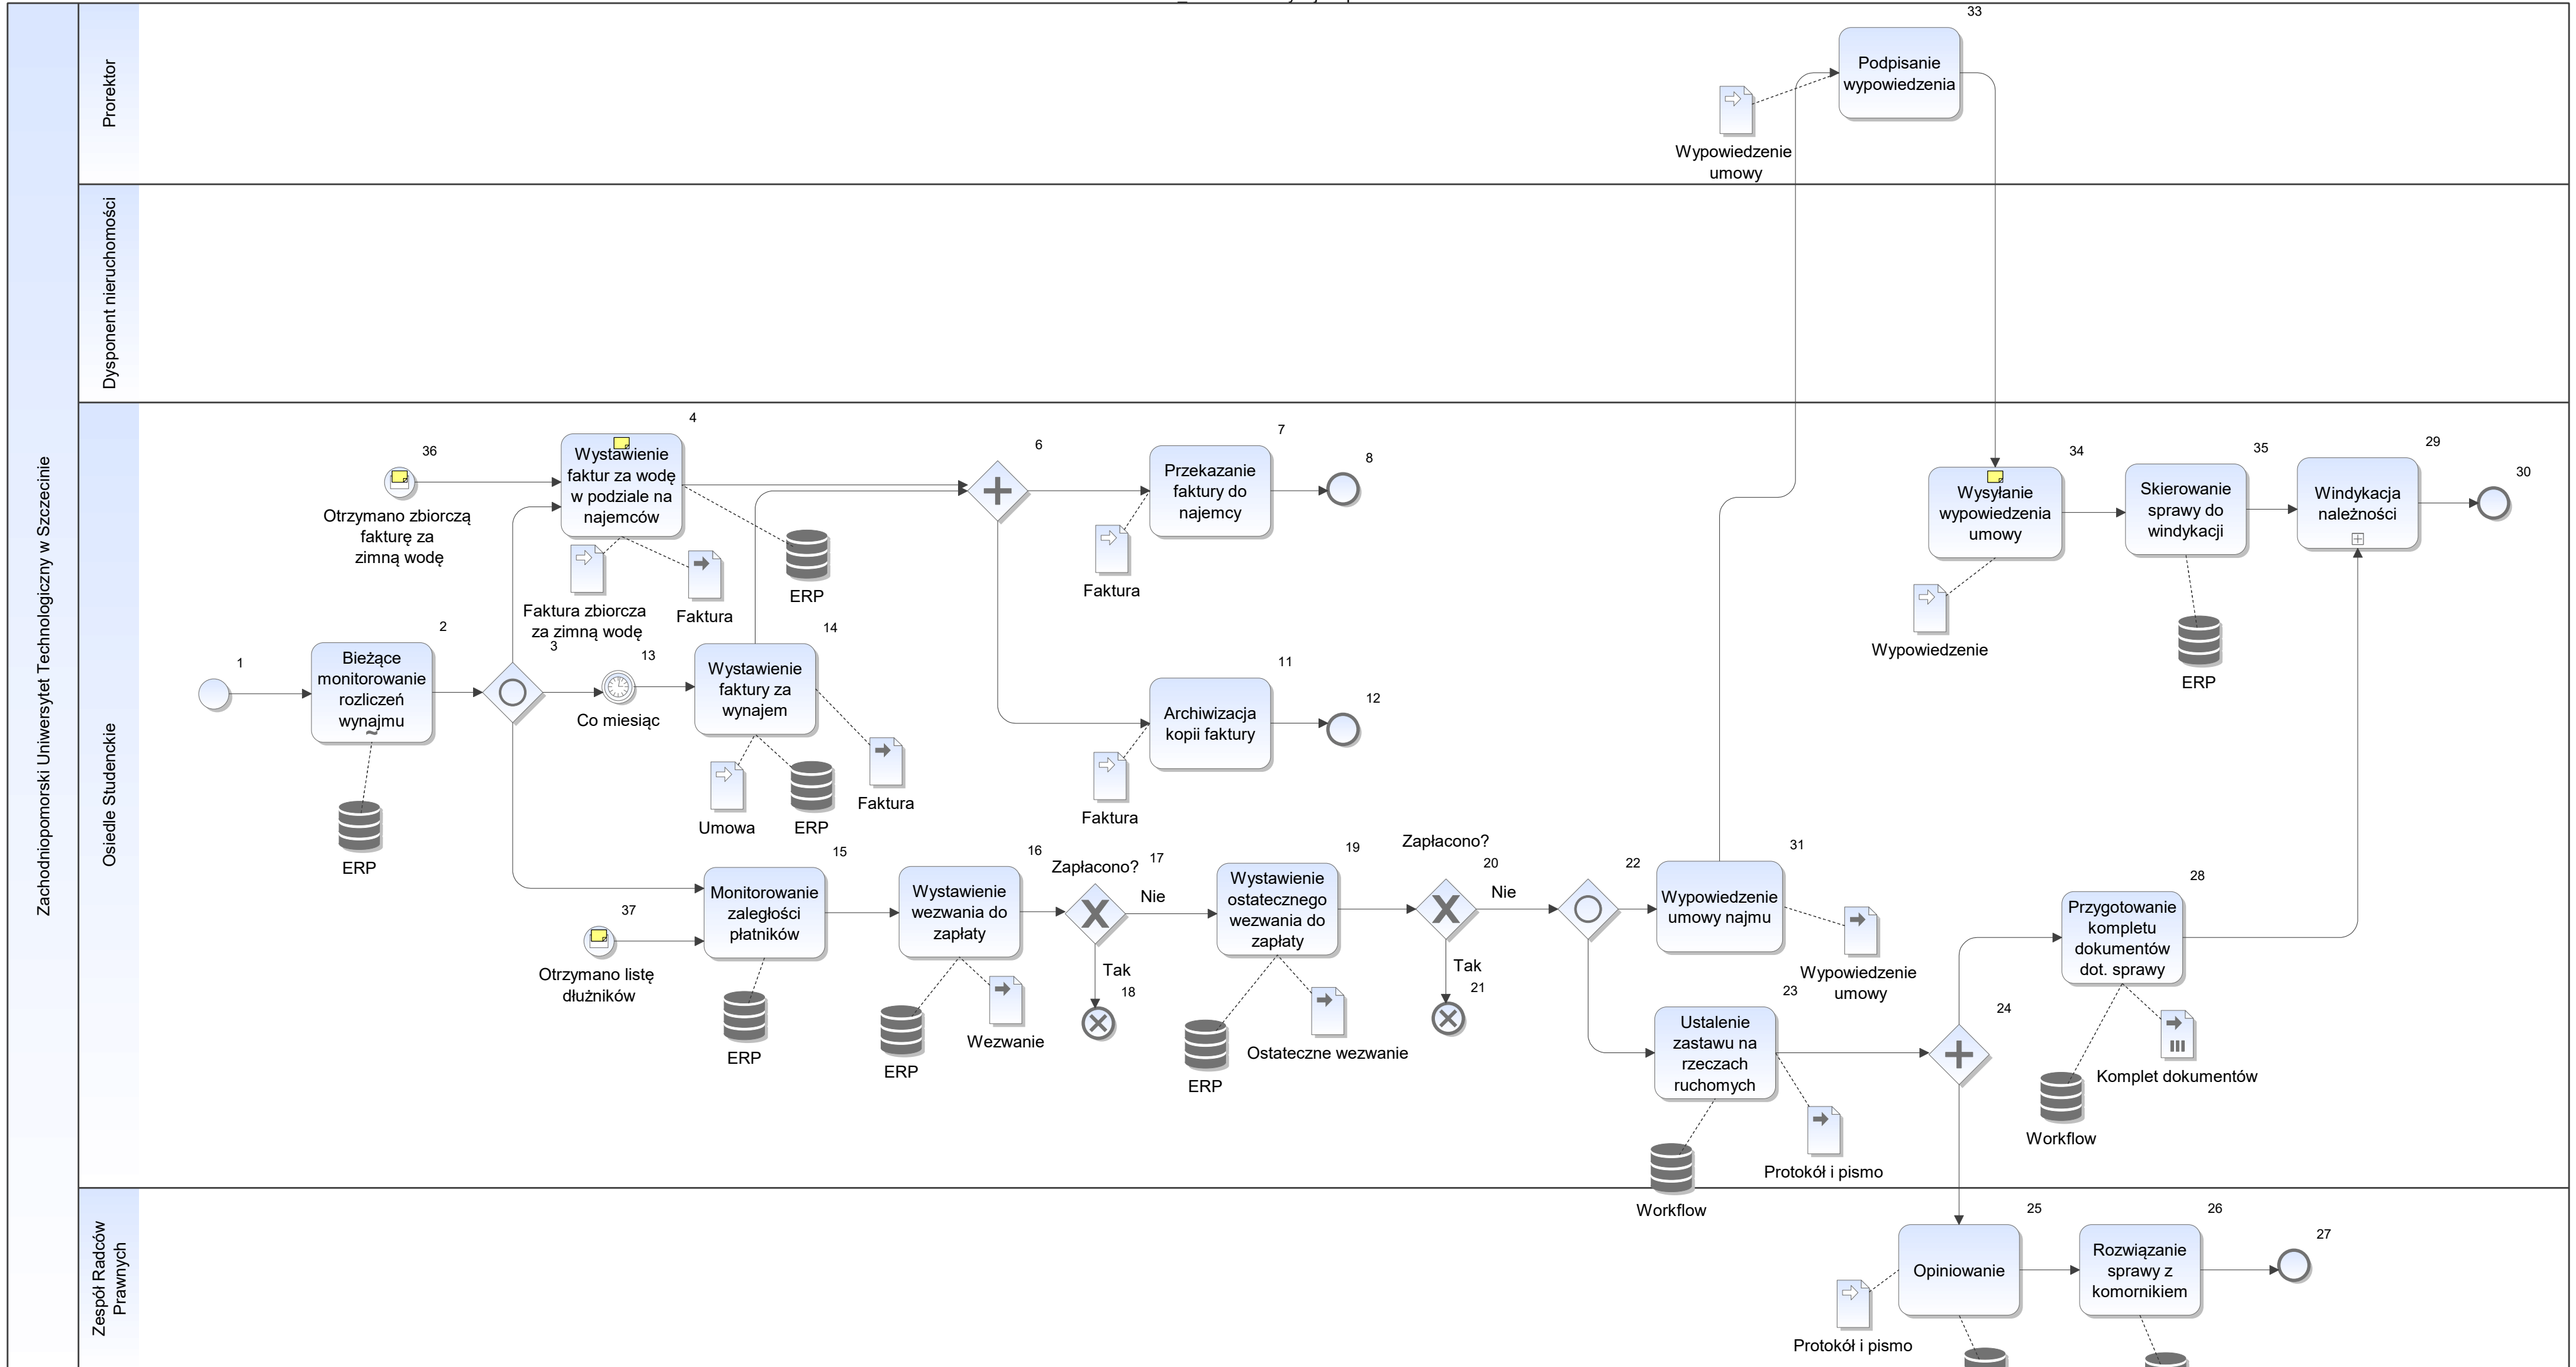 Zachodniopomorski Uniwersytet Technologiczny w Szczecinie
Prorektor
33
Podpisanie
wypowiedzenia
Wypowiedzenie
umowy
Dysponent nieruchomości
Osiedle Studenckie
36
Otrzymano zbiorczą
fakturę za
zimną wodę
4
Wystawienie
faktur za wodę
w podziale na
najemców
Faktura zbiorcza
za zimną wodę
Faktura
ERP
6
7
Przekazanie
faktury do
najemcy
Faktura
8
34
Wysyłanie
wypowiedzenia
umowy
Wypowiedzenie
35
Skierowanie
sprawy do
windykacji
ERP
29
Windykacja
należności
30
1
2
Bieżące
monitorowanie
rozliczeń
wynajmu
ERP
3
13
Co miesiąc
14
Wystawienie
faktury za
wynajem
Umowa
ERP
Faktura
11
Archiwizacja
kopii faktury
Faktura
12
37
Otrzymano listę
dłużników
15
Monitorowanie
zaległości
płatników
ERP
16
Wystawienie
wezwania do
zapłaty
ERP
Wezwanie
Zapłacono?
17
Nie
Tak
18
19
Wystawienie
ostatecznego
wezwania do
zapłaty
ERP
Ostateczne wezwanie
Zapłacono?
20
Nie
Tak
21
22
31
Wypowiedzenie
umowy najmu
Wypowiedzenie
umowy
23
Ustalenie
zastawu na
rzeczach
ruchomych
Workflow
Protokół i pismo
24
28
Przygotowanie
kompletu
dokumentów
dot. sprawy
Workflow
Komplet dokumentów
Zespół Radców
Prawnych
25
Opiniowanie
Protokół i pismo
26
Rozwiązanie
sprawy z
komornikiem
27